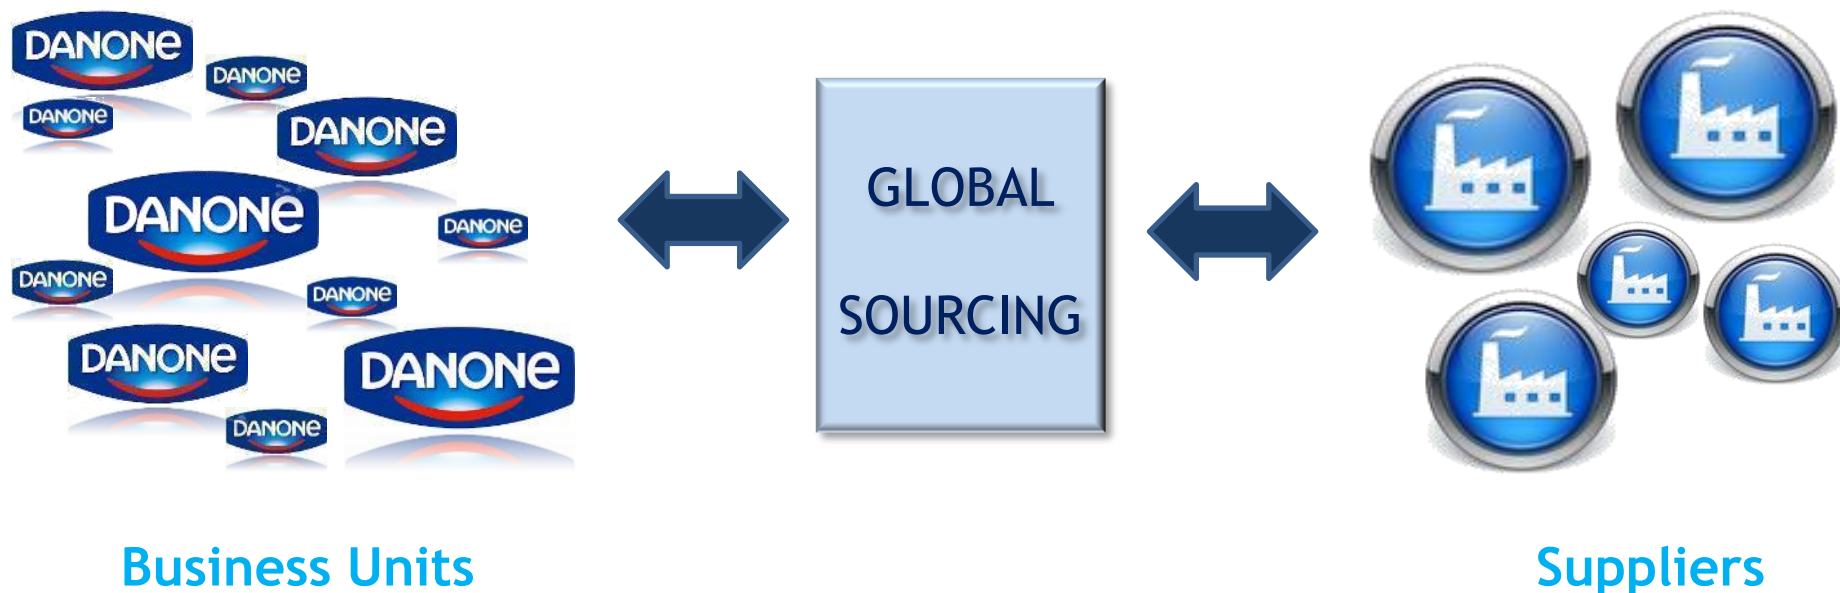 DANONE
DANONE
DANONE
DANONE
DANONE
DANONE
DANONE
DANONE
DANONE
DANONE
DANONE
GLOBAL
SOURCING
Business Units
Suppliers